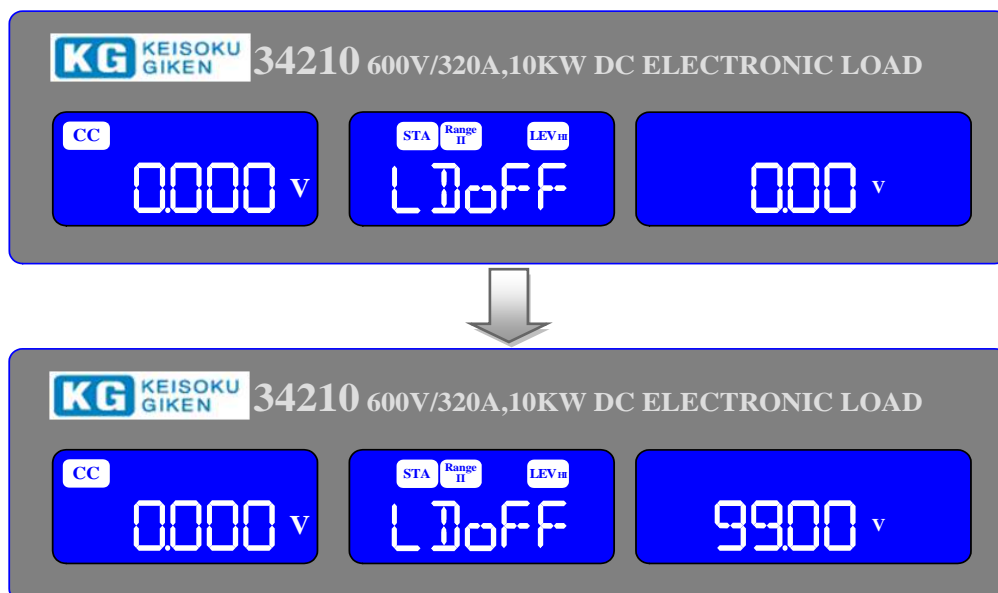 KG KEISOKU GIKEN 34210 600V/320A,10KW DC ELECTRONIC LOAD
CC STA Range II LEV HI
0.000 V LDoFF 0.00 V
KG KEISOKU GIKEN 34210 600V/320A,10KW DC ELECTRONIC LOAD
CC STA Range II LEV HI
0.000 V LDoFF 99.00 V